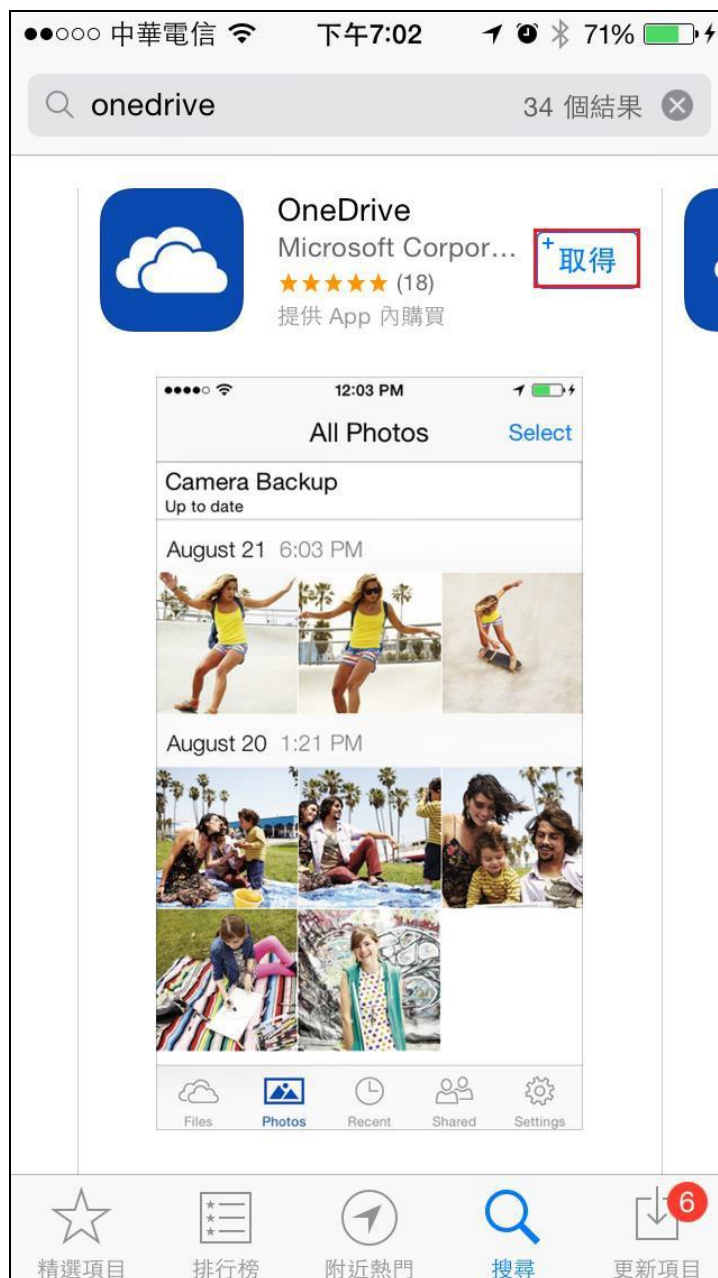 中華電信 下午7:02 71%
onedrive 34 個結果
OneDrive
Microsoft Corpor...
取得
(18)
提供 App 內購買
12:03 PM
All Photos Select
Camera Backup
Up to date
August 21 6:03 PM
August 20 1:21 PM
Files Photos Recent Shared Settings
6
精選項目 排行榜 附近熱門 搜尋 更新項目